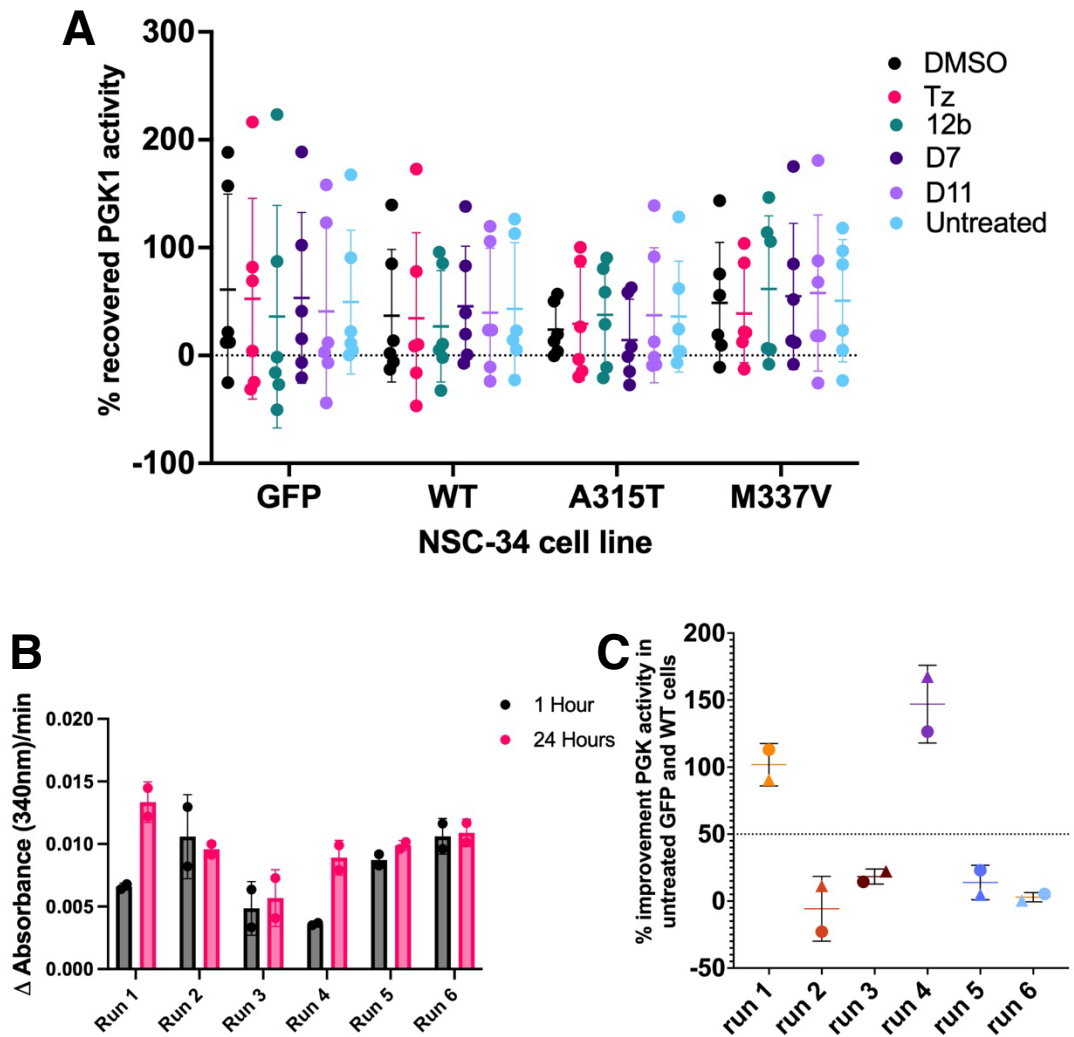 A
% recovered PGK1 activity
300
200
100
0
-100
GFP
WT
A315T
M337V
NSC-34 cell line
DMSO
Tz
12b
D7
D11
Untreated
B
Δ Absorbance (340nm)/min
0.020
0.015
0.010
0.005
0.000
Run 1
Run 2
Run 3
Run 4
Run 5
Run 6
1 Hour
24 Hours
C
% improvement PGK activity in
untreated GFP and WT cells
200
150
100
50
0
-50
run 1
run 2
run 3
run 4
run 5
run 6